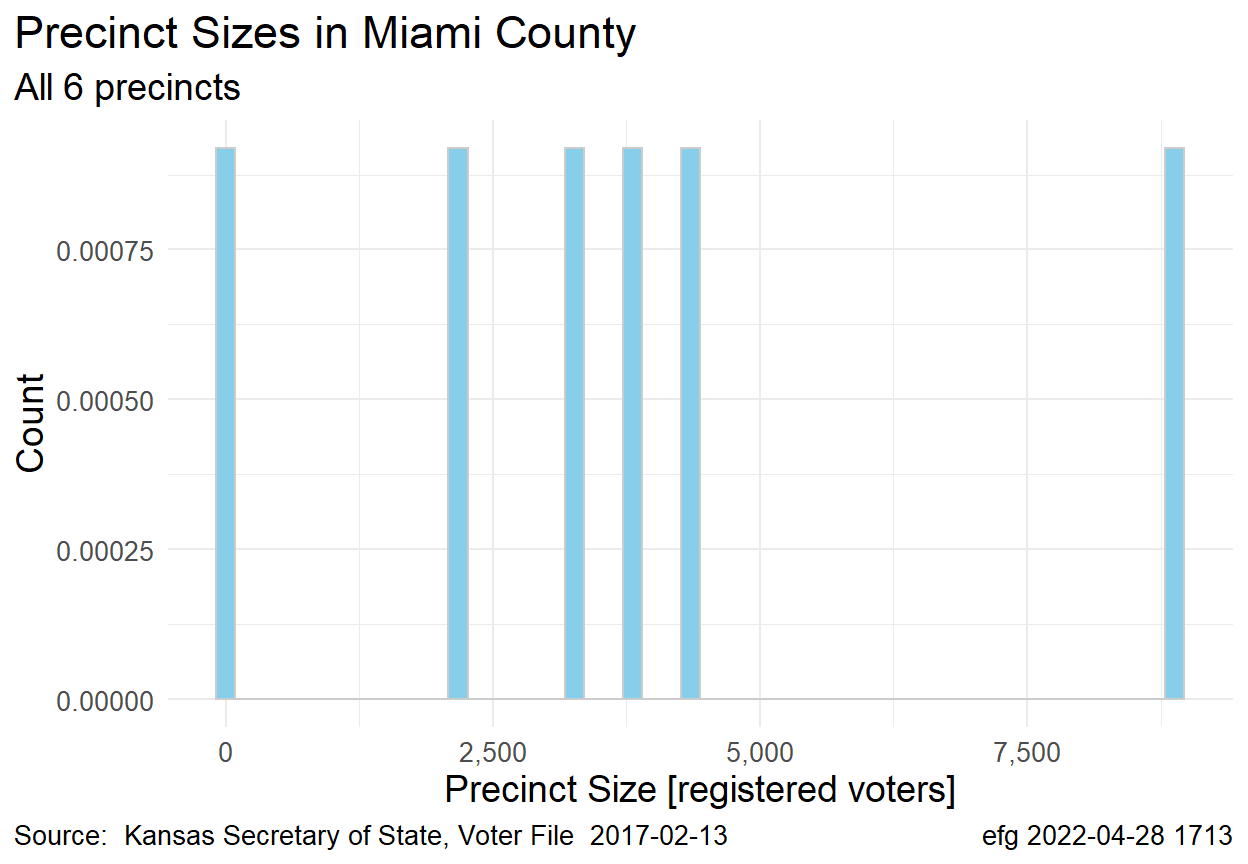 Precinct Sizes in Miami County
All 6 precincts
0.00075
0.00050
0.00025
0.00000
Count
0 2,500 5,000 7,500
Precinct Size [registered voters]
Source:  Kansas Secretary of State, Voter File  2017-02-13 efg 2022-04-28 1713